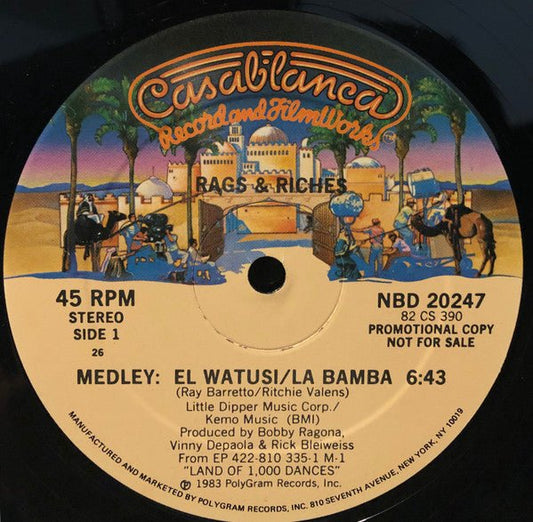 Casablanca
Record and FilmWorks
RAGS & RICHES
45 RPM
STEREO
SIDE 1
26
NBD 20247
82 CS 390
PROMOTIONAL COPY
NOT FOR SALE
MEDLEY: EL WATUSI/LA BAMBA 6:43
(Ray Barretto/Ritchie Valens)
Little Dipper Music Corp./
Kemo Music (BMI)
Produced by Bobby Ragona,
Vinny Depaola & Rick Bleiweiss
From EP 422-810 335-1 M-1
"LAND OF 1,000 DANCES"
℗ 1983 PolyGram Records, Inc.
MANUFACTURED AND MARKETED BY POLYGRAM RECORDS, INC. 810 SEVENTH AVENUE, NEW YORK, N.Y. 10019